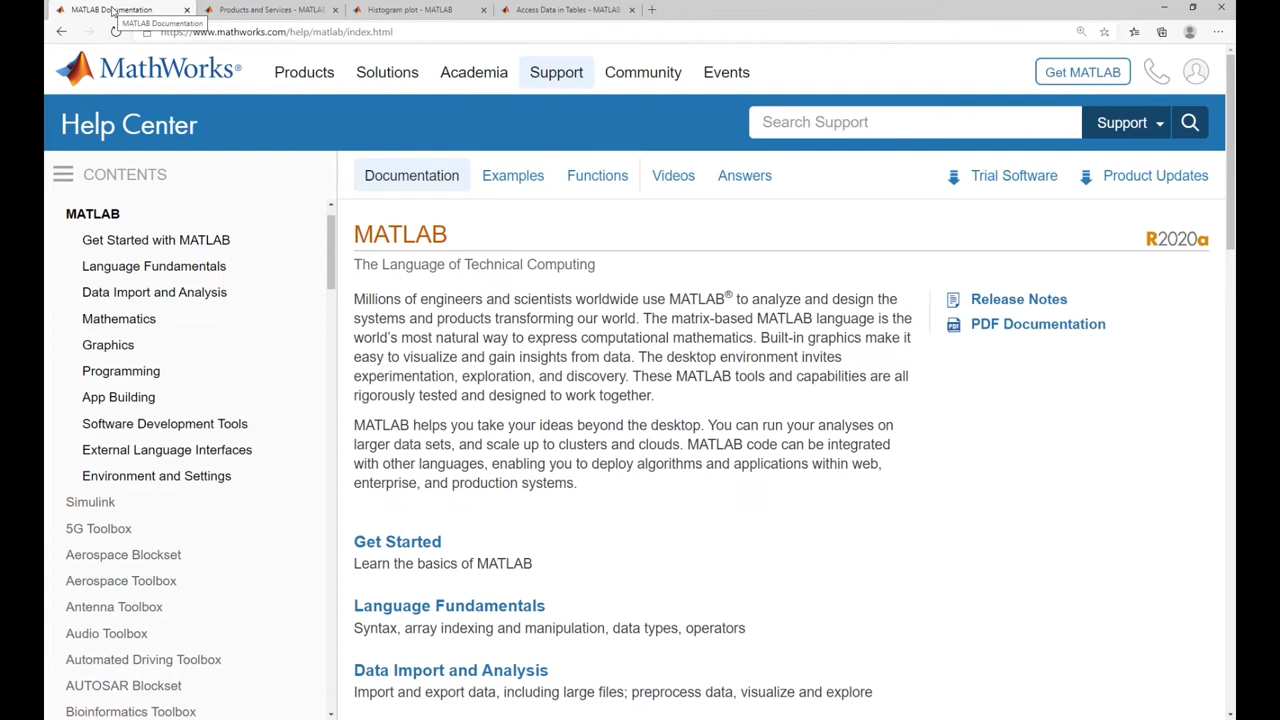 MATLAB Documentation
Products and Services - MATLAB
Histogram plot - MATLAB
Access Data in Tables - MATLAB
MATLAB Documentation
https://www.mathworks.com/help/matlab/index.html
MathWorks®
Products
Solutions
Academia
Support
Community
Events
Get MATLAB
Help Center
Search Support
Support
CONTENTS
Documentation
Examples
Functions
Videos
Answers
Trial Software
Product Updates
MATLAB
Get Started with MATLAB
Language Fundamentals
Data Import and Analysis
Mathematics
Graphics
Programming
App Building
Software Development Tools
External Language Interfaces
Environment and Settings
Simulink
5G Toolbox
Aerospace Blockset
Aerospace Toolbox
Antenna Toolbox
Audio Toolbox
Automated Driving Toolbox
AUTOSAR Blockset
Bioinformatics Toolbox
MATLAB
R2020a
The Language of Technical Computing
Millions of engineers and scientists worldwide use MATLAB® to analyze and design the
systems and products transforming our world. The matrix-based MATLAB language is the
world's most natural way to express computational mathematics. Built-in graphics make it
easy to visualize and gain insights from data. The desktop environment invites
experimentation, exploration, and discovery. These MATLAB tools and capabilities are all
rigorously tested and designed to work together.
MATLAB helps you take your ideas beyond the desktop. You can run your analyses on
larger data sets, and scale up to clusters and clouds. MATLAB code can be integrated
with other languages, enabling you to deploy algorithms and applications within web,
enterprise, and production systems.
Release Notes
PDF Documentation
Get Started
Learn the basics of MATLAB
Language Fundamentals
Syntax, array indexing and manipulation, data types, operators
Data Import and Analysis
Import and export data, including large files; preprocess data, visualize and explore